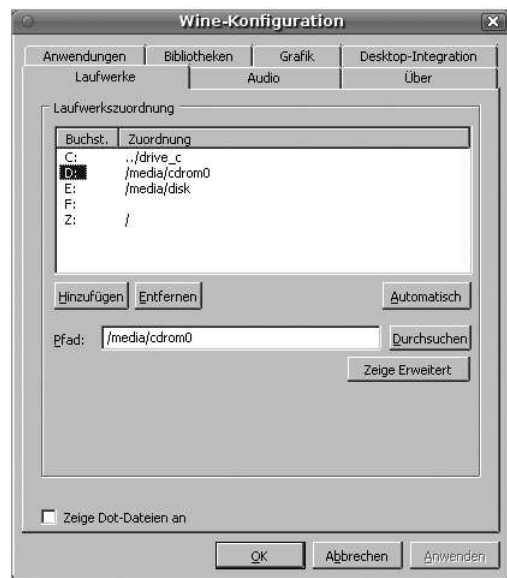 Wine-Konfiguration
Anwendungen Bibliotheken Grafik Desktop-Integration
Laufwerke Audio Über
Laufwerkszuordnung
Buchst. Zuordnung
C: ../drive_c
D: /media/cdrom0
E: /media/disk
F:
Z: /
Hinzufügen Entfernen Automatisch
Pfad: /media/cdrom0 Durchsuchen
Zeige Erweitert
Zeige Dot-Dateien an
OK Abbrechen Anwenden